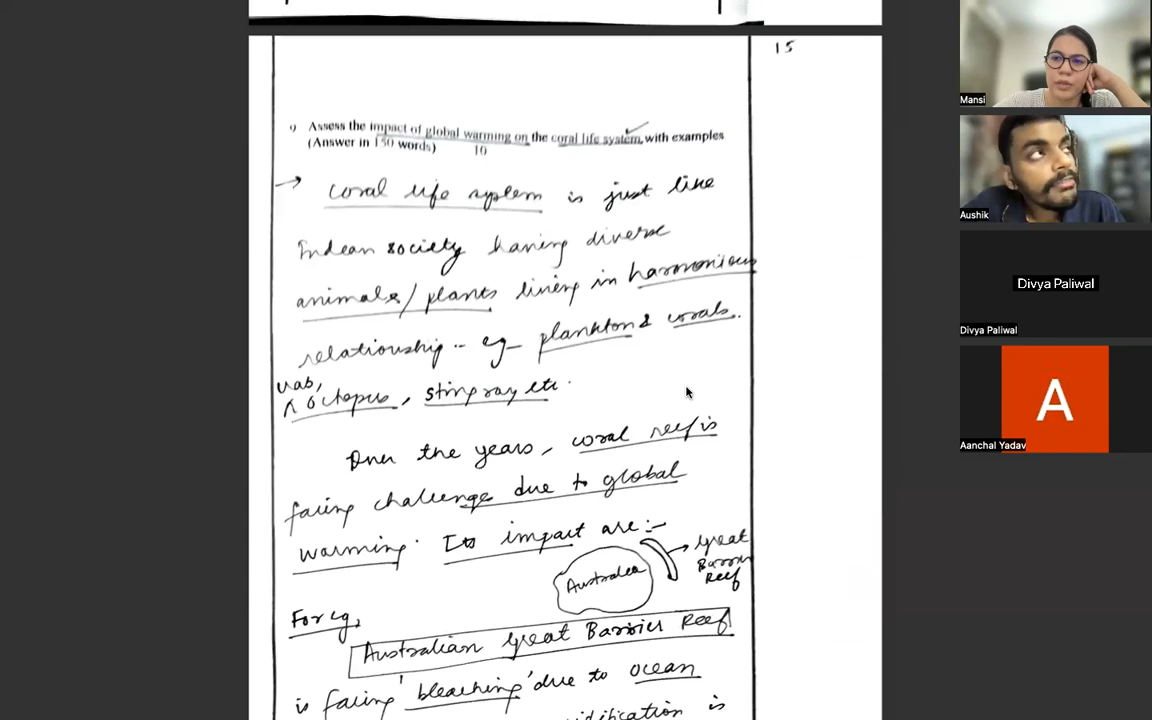 15
9) Assess the impact of global warming on the coral life system, with examples
(Answer in 150 words) 10
→ Coral life system is just like
Indean society having diverse
animals/plants living in harmonious
relationship.. eg- plankton & corals.
crab,
octopus, stingray etc.
Over the years, coral reef is
facing challenges due to global
warming. Its impact are:-
Australia
Great
Barrier
Reef
For eg,
Australian Great Barrier Reef
is facing 'bleaching' due to ocean
is
Mansi
Aushik
Divya Paliwal
Divya Paliwal
A
Aanchal Yadav